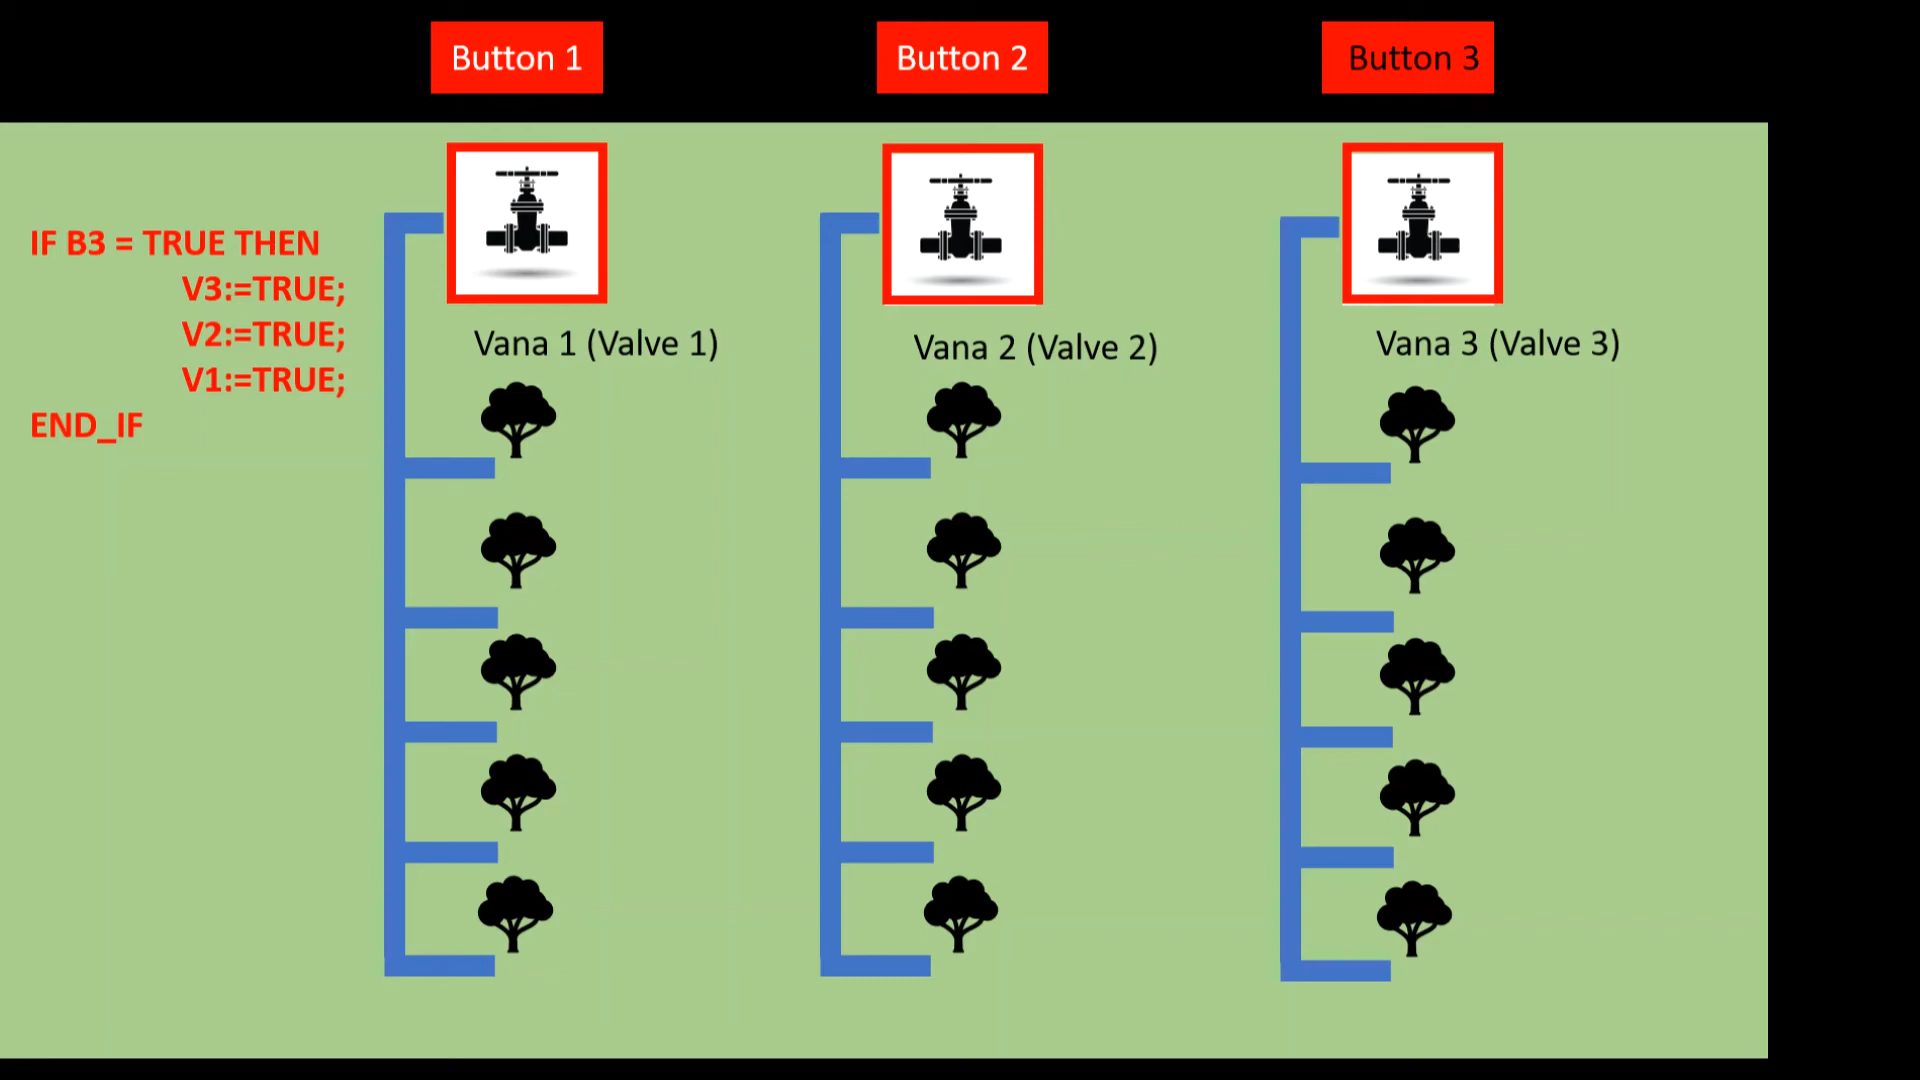 Button 1
Button 2
Button 3
IF B3 = TRUE THEN
V3:=TRUE;
V2:=TRUE;
V1:=TRUE;
END_IF
Vana 1 (Valve 1)
Vana 2 (Valve 2)
Vana 3 (Valve 3)